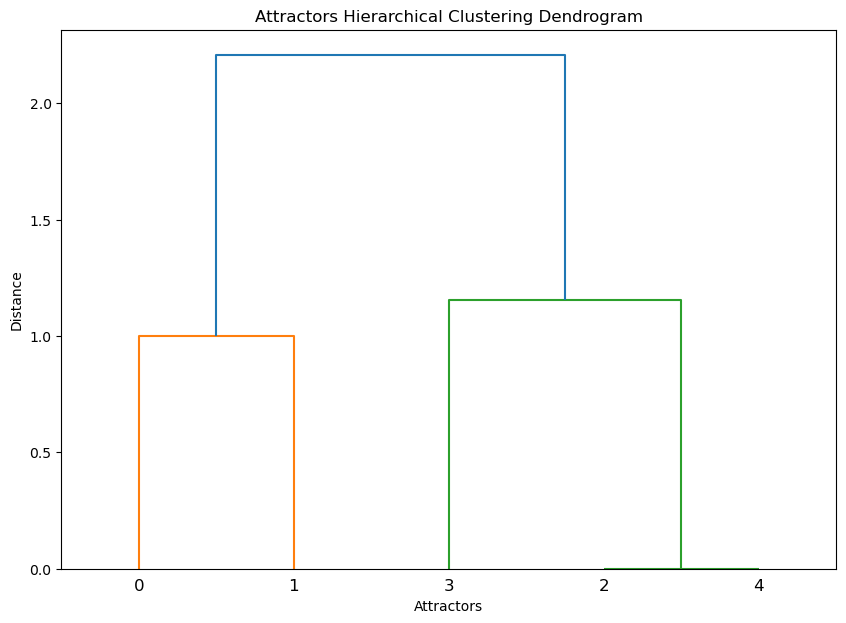 Attractors Hierarchical Clustering Dendrogram
2.0
1.5
1.0
0.5
0.0
Distance
0 1 3 2 4
Attractors